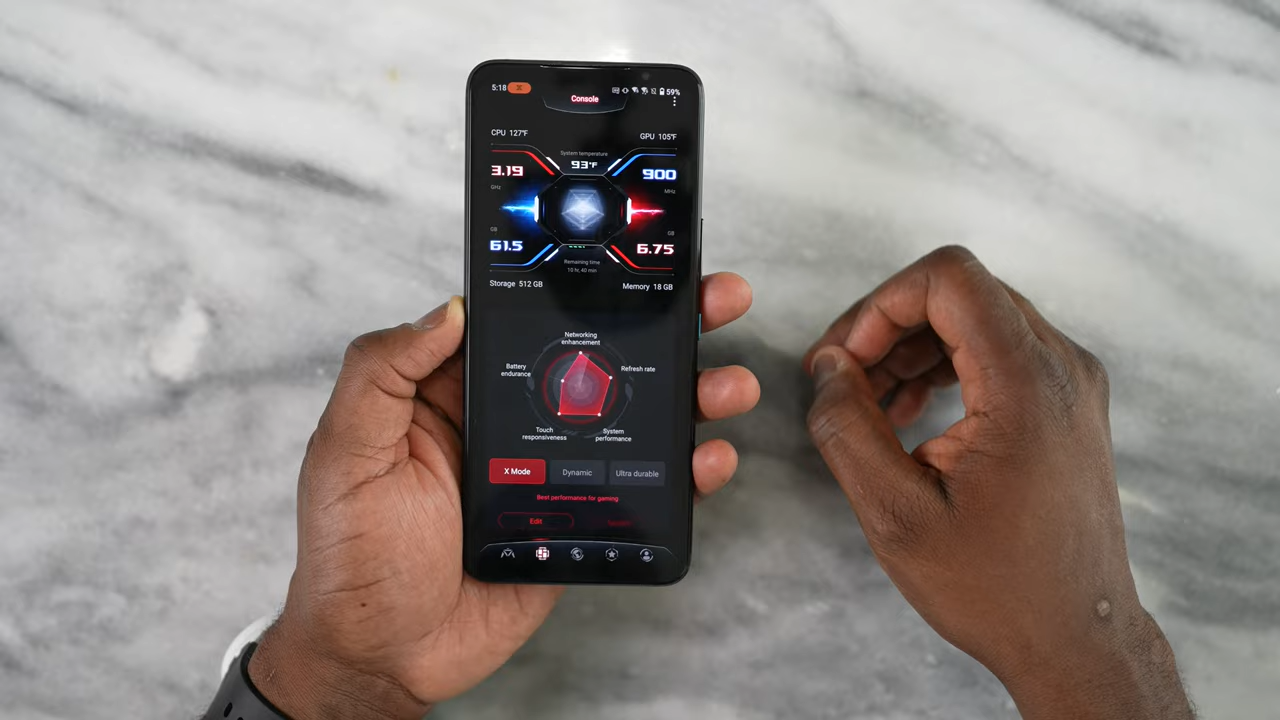 5:18
59%
Console
CPU 127°F
GPU 105°F
System temperature
93°F
3.19
900
GHz
MHz
GB
GB
61.5
6.75
Remaining time
10 hr, 40 min
Storage 512 GB
Memory 18 GB
Networking
enhancement
Battery
endurance
Refresh rate
Touch
responsiveness
System
performance
X Mode
Dynamic
Ultra durable
Best performance for gaming
Edit